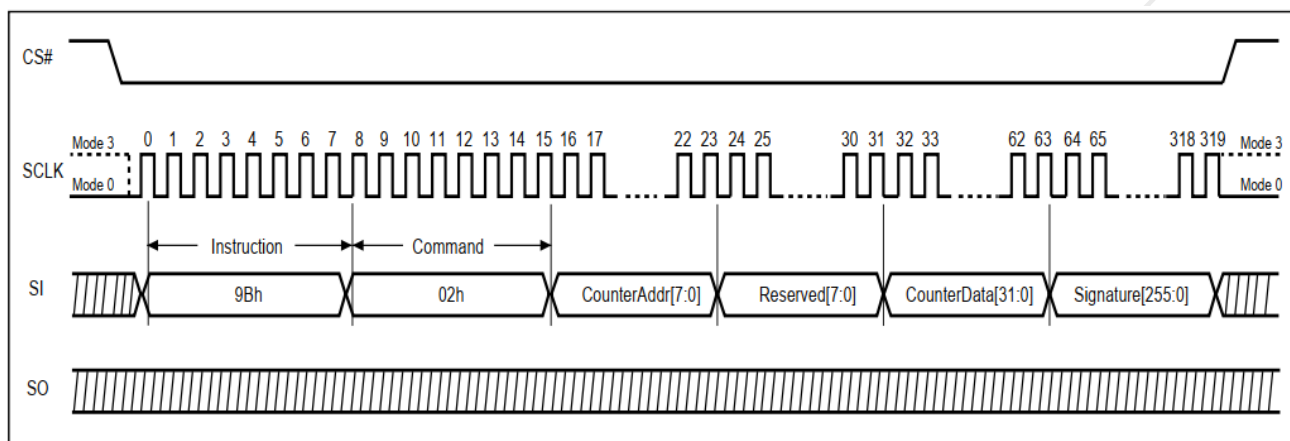 CS#
0 1 2 3 4 5 6 7 8 9 10 11 12 13 14 15 16 17 22 23 24 25 30 31 32 33 62 63 64 65 318 319
Mode 3 Mode 3
SCLK
Mode 0 Mode 0
Instruction Command
SI 9Bh 02h CounterAddr[7:0] Reserved[7:0] CounterData[31:0] Signature[255:0]
SO